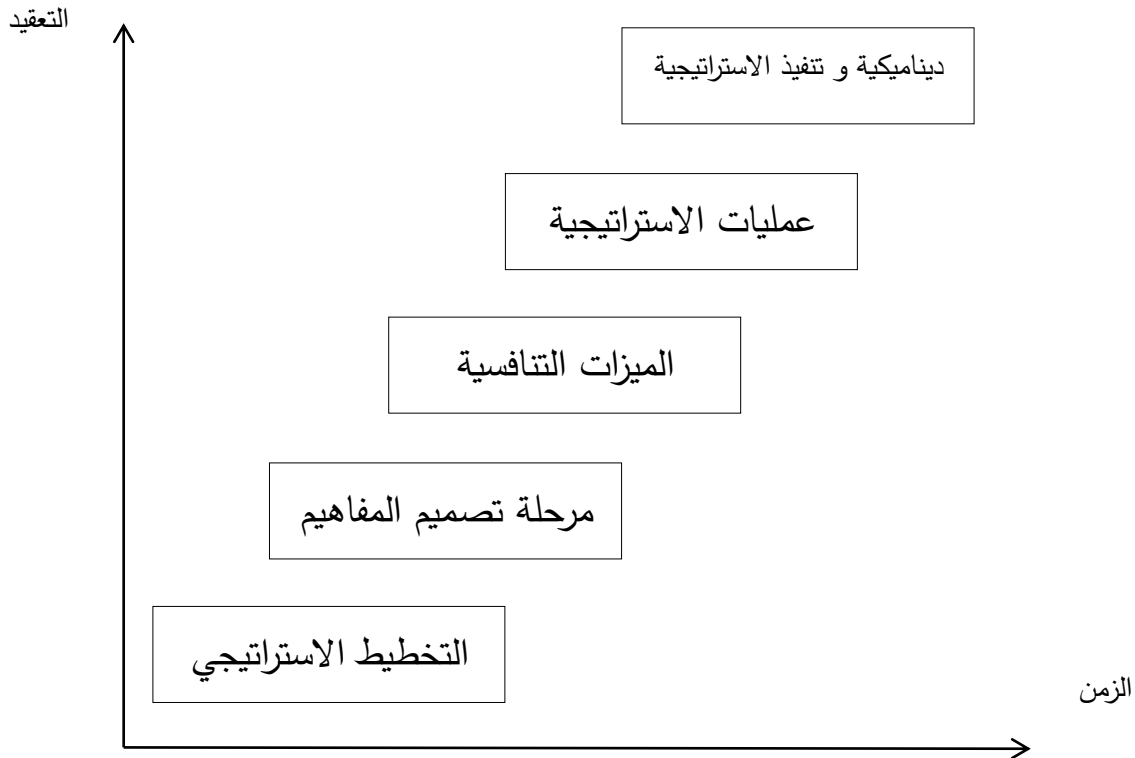 التعقيد
ديناميكية و تنفيذ الاستراتيجية
عمليات الاستراتيجية
الميزات التنافسية
مرحلة تصميم المفاهيم
التخطيط الاستراتيجي
الزمن